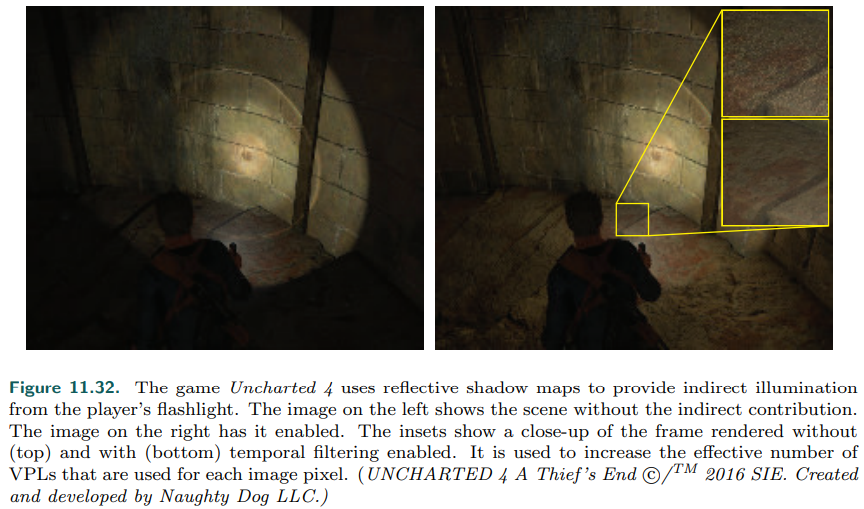 Figure 11.32. The game Uncharted 4 uses reflective shadow maps to provide indirect illumination
from the player's flashlight. The image on the left shows the scene without the indirect contribution.
The image on the right has it enabled. The insets show a close-up of the frame rendered without
(top) and with (bottom) temporal filtering enabled. It is used to increase the effective number of
VPLs that are used for each image pixel. (UNCHARTED 4 A Thief's End ©/TM 2016 SIE. Created
and developed by Naughty Dog LLC.)